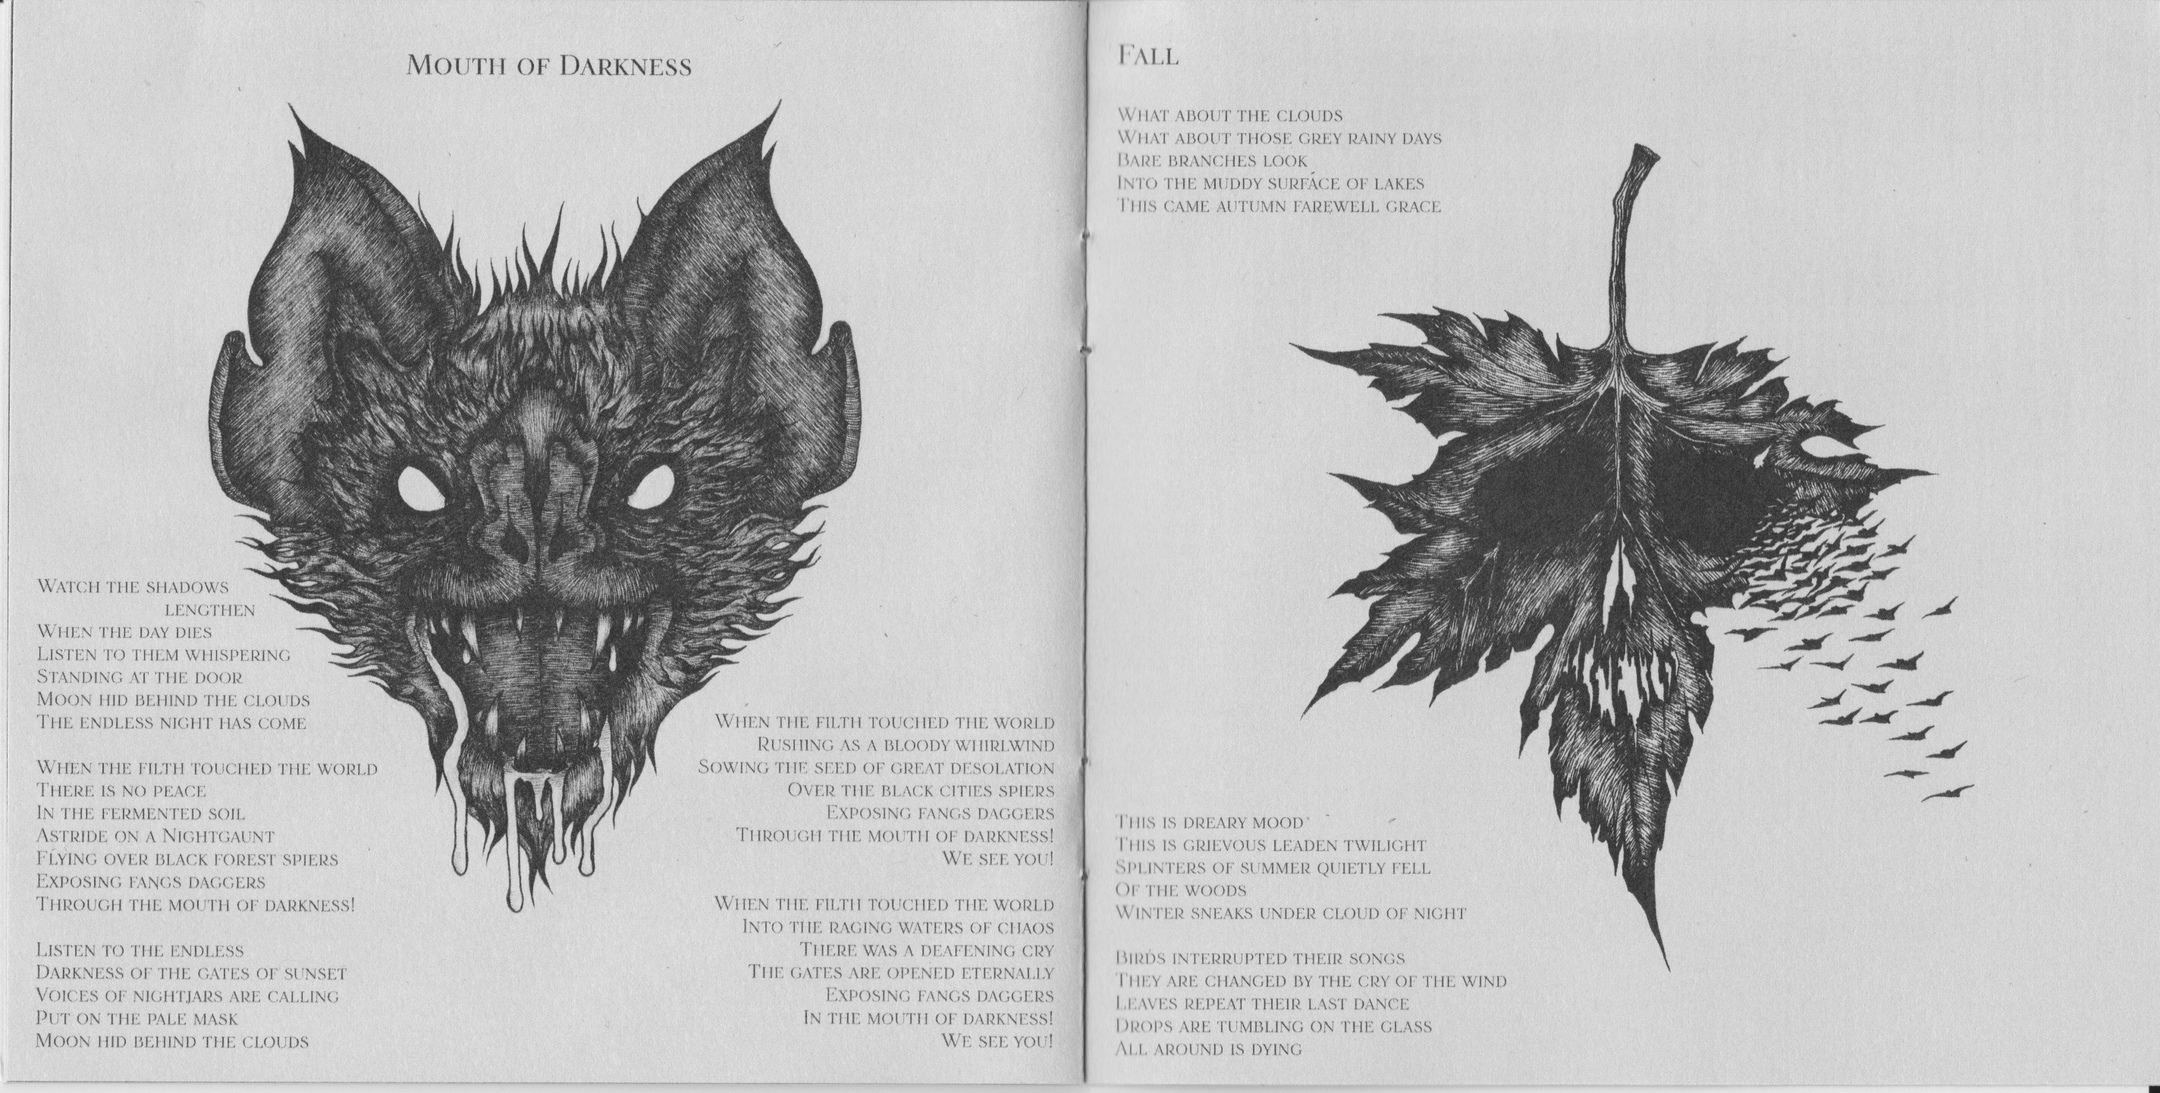 Mouth of Darkness
Watch the shadows
lengthen
When the day dies
Listen to them whispering
Standing at the door
Moon hid behind the clouds
The endless night has come
When the filth touched the world
There is no peace
In the fermented soil
Astride on a Nightgaunt
Flying over black forest spiers
Exposing fangs daggers
Through the mouth of darkness!
Listen to the endless
Darkness of the gates of sunset
Voices of nightjars are calling
Put on the pale mask
Moon hid behind the clouds
When the filth touched the world
Rushing as a bloody whirlwind
Sowing the seed of great desolation
Over the black cities spiers
Exposing fangs daggers
Through the mouth of darkness!
We see you!
When the filth touched the world
Into the raging waters of chaos
There was a deafening cry
The gates are opened eternally
Exposing fangs daggers
In the mouth of darkness!
We see you!
Fall
What about the clouds
What about those grey rainy days
Bare branches look
Into the muddy surface of lakes
This came autumn farewell grace
This is dreary mood
This is grievous leaden twilight
Splinters of summer quietly fell
Of the woods
Winter sneaks under cloud of night
Birds interrupted their songs
They are changed by the cry of the wind
Leaves repeat their last dance
Drops are tumbling on the glass
All around is dying